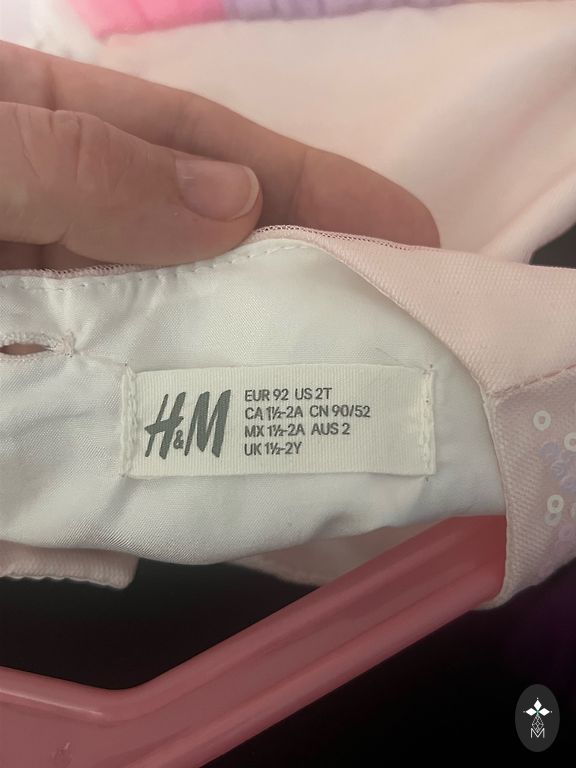 H&M
EUR 92 US 2T
CA 1½-2A CN 90/52
MX 1½-2A AUS 2
UK 1½-2Y
M